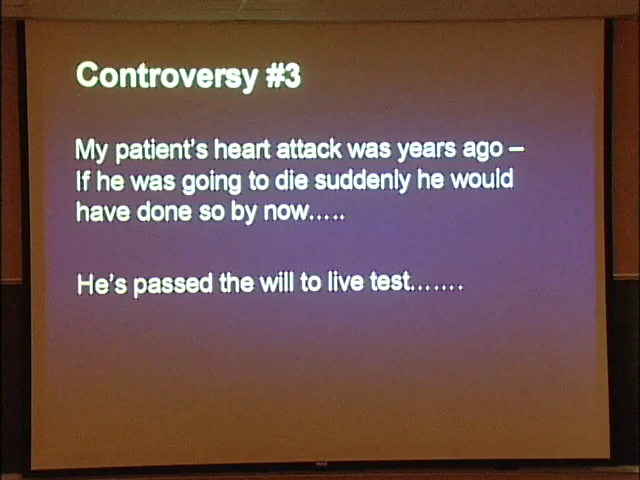 Controversy #3
My patient's heart attack was years ago –
If he was going to die suddenly he would
have done so by now…..
He's passed the will to live test…….